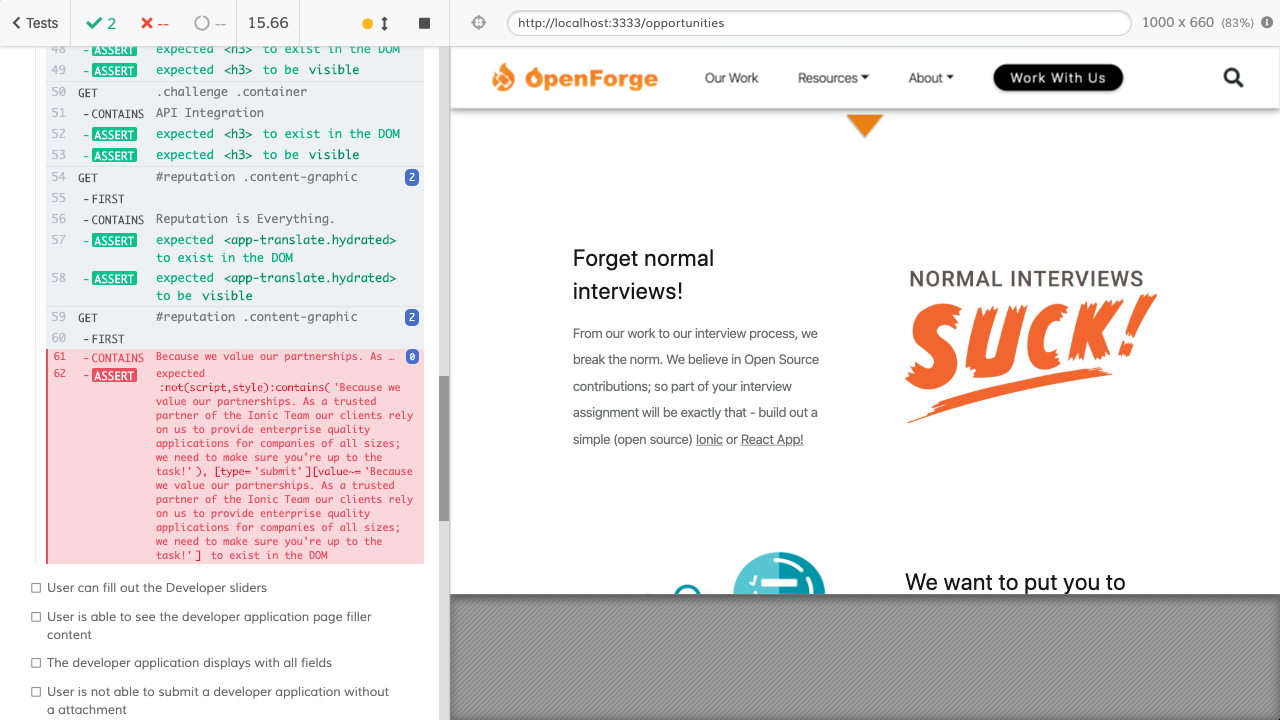 Tests
2
--
--
15.66
http://localhost:3333/opportunities
1000 x 660 (83%)
48 -ASSERT expected <h3> to exist in the DOM
49 -ASSERT expected <h3> to be visible
50 GET .challenge .container
51 -CONTAINS API Integration
52 -ASSERT expected <h3> to exist in the DOM
53 -ASSERT expected <h3> to be visible
54 GET #reputation .content-graphic 2
55 -FIRST
56 -CONTAINS Reputation is Everything.
57 -ASSERT expected <app-translate.hydrated>
to exist in the DOM
58 -ASSERT expected <app-translate.hydrated>
to be visible
59 GET #reputation .content-graphic 2
60 -FIRST
61 -CONTAINS Because we value our partnerships. As … 0
62 -ASSERT expected
:not(script,style):contains('Because we
value our partnerships. As a trusted
partner of the Ionic Team our clients rely
on us to provide enterprise quality
applications for companies of all sizes;
we need to make sure you're up to the
task!'), [type='submit'][value~='Because
we value our partnerships. As a trusted
partner of the Ionic Team our clients rely
on us to provide enterprise quality
applications for companies of all sizes;
we need to make sure you're up to the
task!'] to exist in the DOM
User can fill out the Developer sliders
User is able to see the developer application page filler
content
The developer application displays with all fields
User is not able to submit a developer application without
a attachment
OpenForge
Our Work
Resources
About
Work With Us
Forget normal
interviews!
From our work to our interview process, we
break the norm. We believe in Open Source
contributions; so part of your interview
assignment will be exactly that - build out a
simple (open source) Ionic or React App!
NORMAL INTERVIEWS
SUCK!
We want to put you to